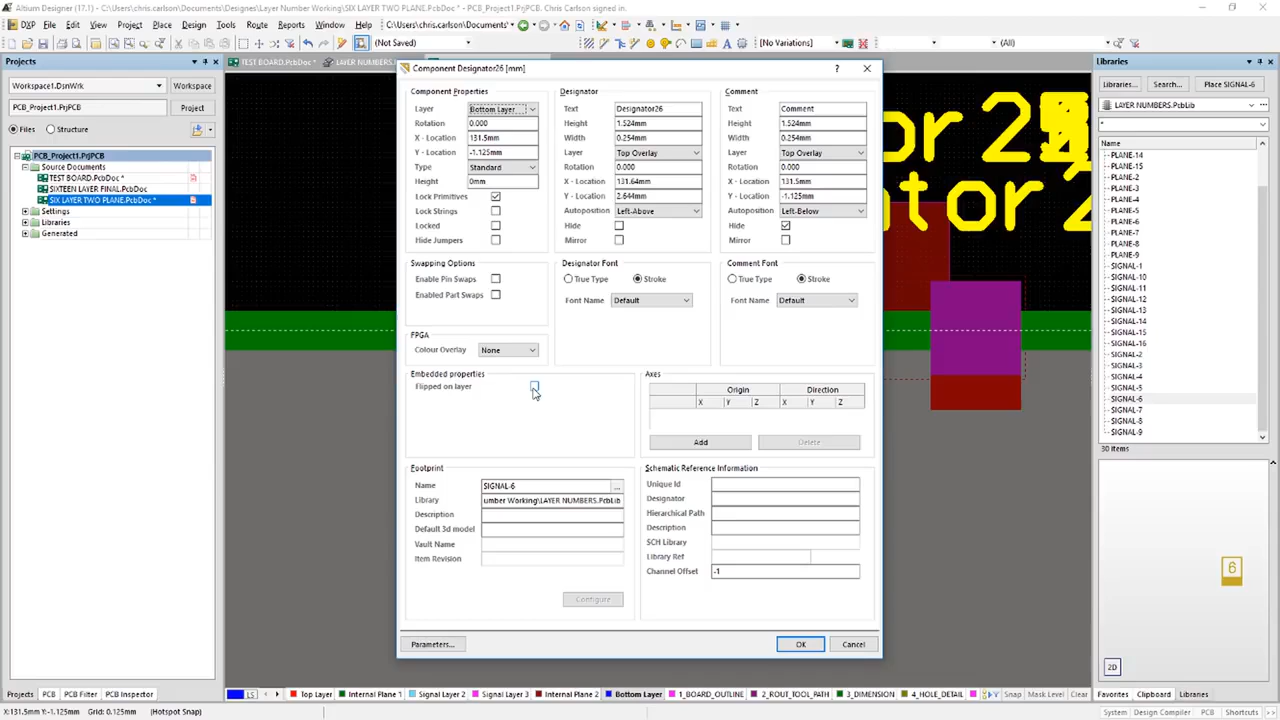 Altium Designer (17.1) - C:\Users\chris.carlson\Documents\Designes\Layer Number Working\SIX LAYER TWO PLANE.PcbDoc * - PCB_Project1.PrjPCB. Chris Carlson signed in.
DXP File Edit View Project Place Design Tools Route Reports Window Help C:\Users\chris.carlson\Documents'
(Not Saved) [No Variations] (All)
Projects
Workspace1.DsnWrk Workspace
PCB_Project1.PrjPCB Project
Files Structure
PCB_Project1.PrjPCB
Source Documents
TEST BOARD.PcbDoc *
SIXTEEN LAYER FINAL.PcbDoc
SIX LAYER TWO PLANE.PcbDoc *
Settings
Libraries
Generated
TEST BOARD.PcbDoc * LAYER NUMBERS.
Component Designator26 [mm] ?
Component Properties
Layer Bottom Layer
Rotation 0.000
X - Location 131.5mm
Y - Location -1.125mm
Type Standard
Height 0mm
Lock Primitives
Lock Strings
Locked
Hide Jumpers
Designator
Text Designator26
Height 1.524mm
Width 0.254mm
Layer Top Overlay
Rotation 0.000
X - Location 131.64mm
Y - Location 2.644mm
Autoposition Left-Above
Hide
Mirror
Comment
Text Comment
Height 1.524mm
Width 0.254mm
Layer Top Overlay
Rotation 0.000
X - Location 131.5mm
Y - Location -1.125mm
Autoposition Left-Below
Hide
Mirror
Swapping Options
Enable Pin Swaps
Enabled Part Swaps
Designator Font
True Type Stroke
Font Name Default
Comment Font
True Type Stroke
Font Name Default
FPGA
Colour Overlay None
Embedded properties
Flipped on layer
Axes
Origin Direction
X Y Z X Y Z
Add Delete
Footprint
Name SIGNAL-6 ...
Library umber Working\LAYER NUMBERS.PcbLib
Description
Default 3d model
Vault Name
Item Revision
Configure
Schematic Reference Information
Unique Id
Designator
Hierarchical Path
Description
SCH Library
Library Ref
Channel Offset -1
Parameters... OK Cancel
or 2
ator 2
Libraries
Libraries... Search... Place SIGNAL-6
LAYER NUMBERS.PcbLib ...
*
Name
PLANE-14
PLANE-15
PLANE-2
PLANE-3
PLANE-4
PLANE-5
PLANE-6
PLANE-7
PLANE-8
PLANE-9
SIGNAL-1
SIGNAL-10
SIGNAL-11
SIGNAL-12
SIGNAL-13
SIGNAL-14
SIGNAL-15
SIGNAL-16
SIGNAL-2
SIGNAL-3
SIGNAL-4
SIGNAL-5
SIGNAL-6
SIGNAL-7
SIGNAL-8
SIGNAL-9
30 items
6
2D
Projects PCB PCB Filter PCB Inspector
LS Top Layer Internal Plane 1 Signal Layer 2 Signal Layer 3 Internal Plane 2 Bottom Layer 1_BOARD_OUTLINE 2_ROUT_TOOL_PATH 3_DIMENSION 4_HOLE_DETAIL Snap Mask Level Clear
Favorites Clipboard Libraries
X:131.5mm Y:-1.125mm Grid: 0.125mm (Hotspot Snap)
System Design Compiler PCB Shortcuts >>